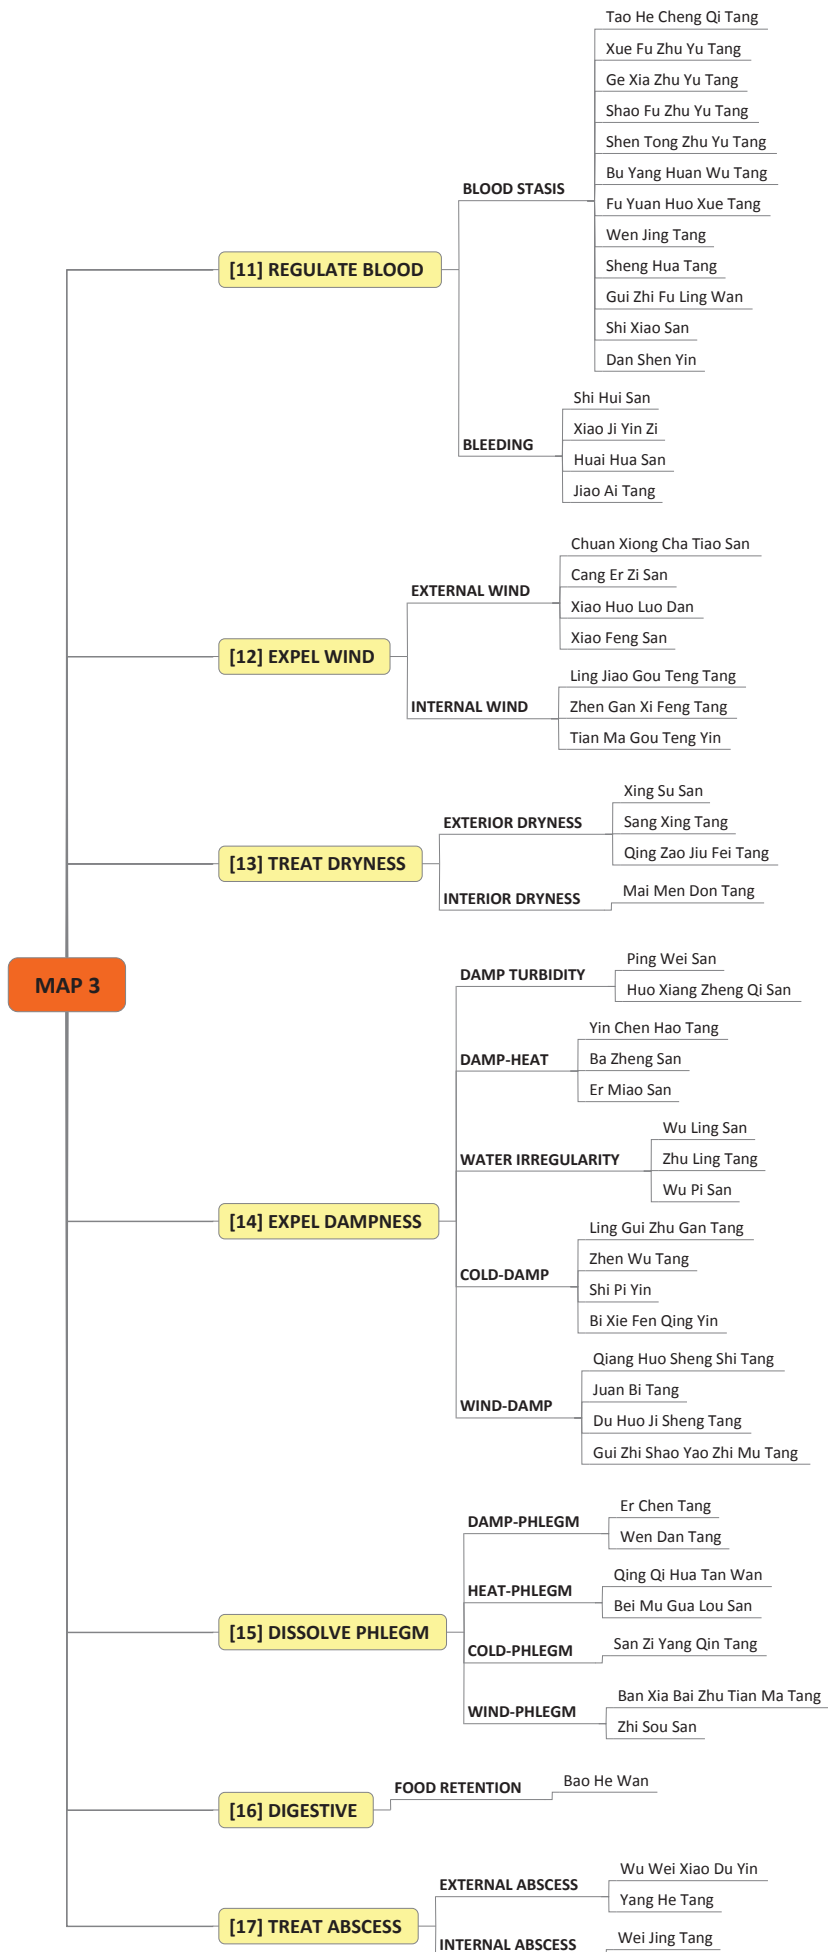 MAP 3
[11] REGULATE BLOOD
BLOOD STASIS
Tao He Cheng Qi Tang
Xue Fu Zhu Yu Tang
Ge Xia Zhu Yu Tang
Shao Fu Zhu Yu Tang
Shen Tong Zhu Yu Tang
Bu Yang Huan Wu Tang
Fu Yuan Huo Xue Tang
Wen Jing Tang
Sheng Hua Tang
Gui Zhi Fu Ling Wan
Shi Xiao San
Dan Shen Yin
BLEEDING
Shi Hui San
Xiao Ji Yin Zi
Huai Hua San
Jiao Ai Tang
[12] EXPEL WIND
EXTERNAL WIND
Chuan Xiong Cha Tiao San
Cang Er Zi San
Xiao Huo Luo Dan
Xiao Feng San
INTERNAL WIND
Ling Jiao Gou Teng Tang
Zhen Gan Xi Feng Tang
Tian Ma Gou Teng Yin
[13] TREAT DRYNESS
EXTERIOR DRYNESS
Xing Su San
Sang Xing Tang
Qing Zao Jiu Fei Tang
INTERIOR DRYNESS
Mai Men Don Tang
[14] EXPEL DAMPNESS
DAMP TURBIDITY
Ping Wei San
Huo Xiang Zheng Qi San
DAMP-HEAT
Yin Chen Hao Tang
Ba Zheng San
Er Miao San
WATER IRREGULARITY
Wu Ling San
Zhu Ling Tang
Wu Pi San
COLD-DAMP
Ling Gui Zhu Gan Tang
Zhen Wu Tang
Shi Pi Yin
Bi Xie Fen Qing Yin
WIND-DAMP
Qiang Huo Sheng Shi Tang
Juan Bi Tang
Du Huo Ji Sheng Tang
Gui Zhi Shao Yao Zhi Mu Tang
[15] DISSOLVE PHLEGM
DAMP-PHLEGM
Er Chen Tang
Wen Dan Tang
HEAT-PHLEGM
Qing Qi Hua Tan Wan
Bei Mu Gua Lou San
COLD-PHLEGM
San Zi Yang Qin Tang
WIND-PHLEGM
Ban Xia Bai Zhu Tian Ma Tang
Zhi Sou San
[16] DIGESTIVE
FOOD RETENTION
Bao He Wan
[17] TREAT ABSCESS
EXTERNAL ABSCESS
Wu Wei Xiao Du Yin
Yang He Tang
INTERNAL ABSCESS
Wei Jing Tang